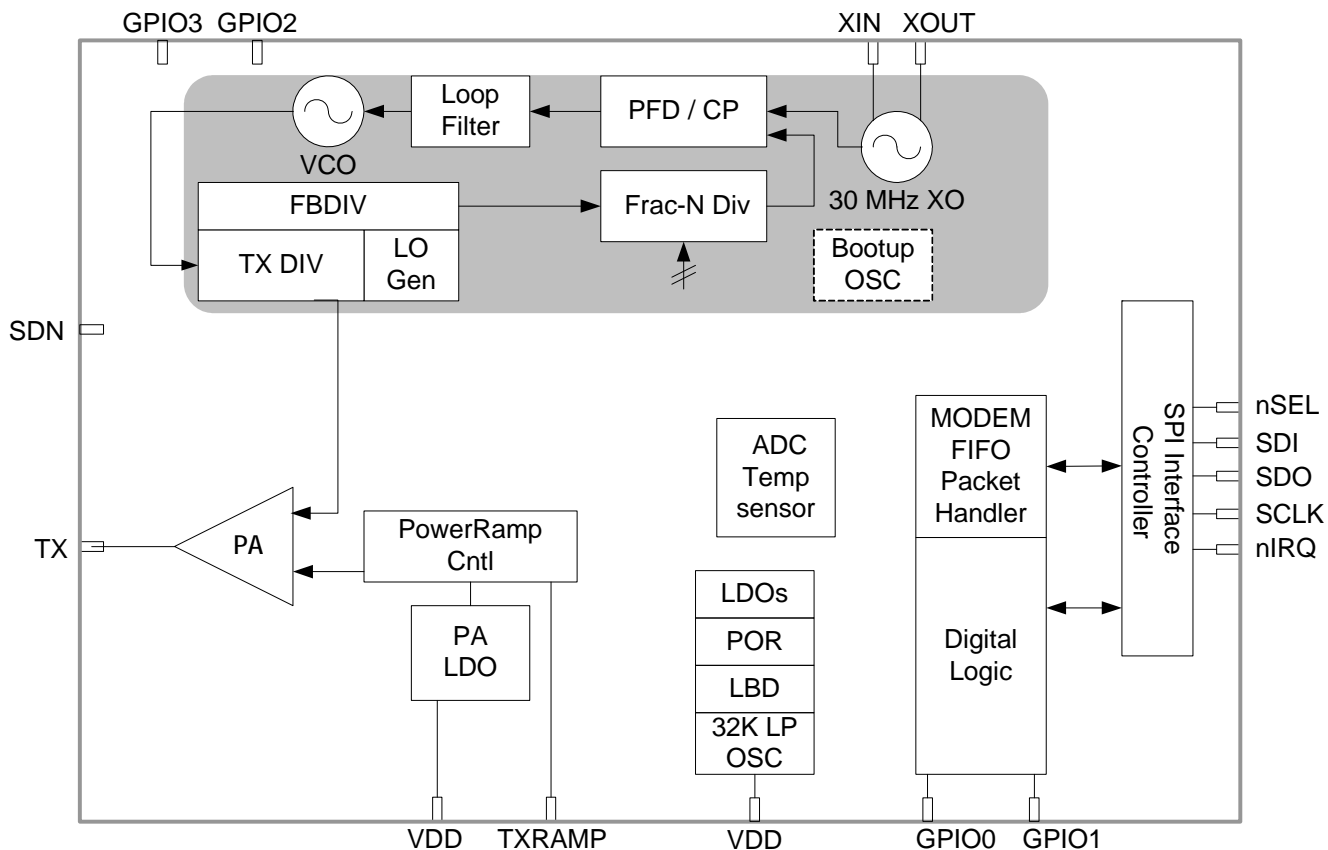 GPIO3
GPIO2
XIN
XOUT
Loop
Filter
PFD / CP
VCO
30 MHz XO
FBDIV
Frac-N Div
TX DIV
LO
Gen
Bootup
OSC
SDN
SPI Interface
Controller
nSEL
SDI
SDO
SCLK
nIRQ
MODEM
FIFO
Packet
Handler
ADC
Temp
sensor
PowerRamp
Cntl
TX
PA
PA
LDO
LDOs
POR
LBD
32K LP
OSC
Digital
Logic
VDD
TXRAMP
VDD
GPIO0
GPIO1